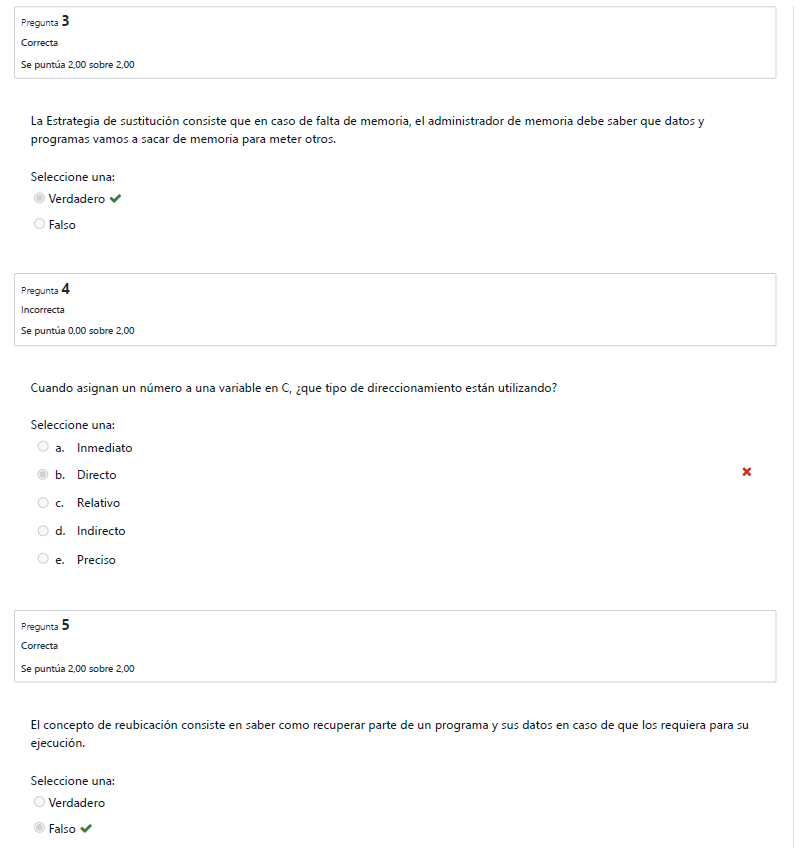 Pregunta 3
Correcta
Se puntúa 2,00 sobre 2,00
La Estrategia de sustitución consiste que en caso de falta de memoria, el administrador de memoria debe saber que datos y
programas vamos a sacar de memoria para meter otros.
Seleccione una:
Verdadero
Falso
Pregunta 4
Incorrecta
Se puntúa 0,00 sobre 2,00
Cuando asignan un número a una variable en C, ¿que tipo de direccionamiento están utilizando?
Seleccione una:
a. Inmediato
b. Directo
c. Relativo
d. Indirecto
e. Preciso
Pregunta 5
Correcta
Se puntúa 2,00 sobre 2,00
El concepto de reubicación consiste en saber como recuperar parte de un programa y sus datos en caso de que los requiera para su
ejecución.
Seleccione una:
Verdadero
Falso